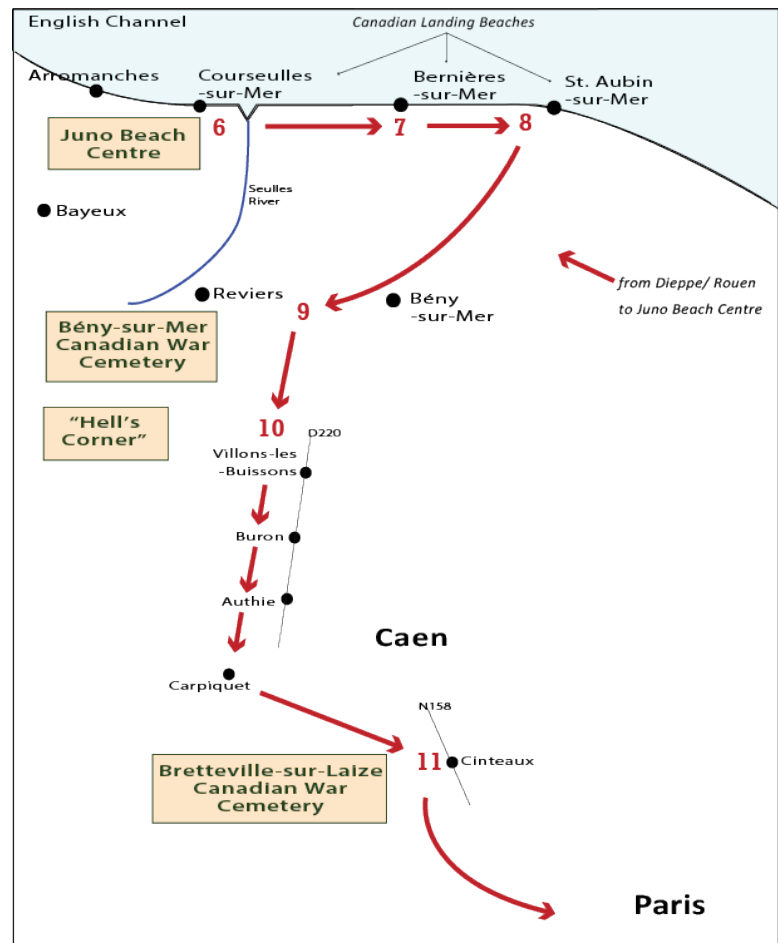 English Channel
Canadian Landing Beaches
Arromanches
Courseulles
-sur-Mer
Bernières
-sur-Mer
St. Aubin
-sur-Mer
Juno Beach
Centre
6
7
8
Seulles
River
Bayeux
from Dieppe/ Rouen
to Juno Beach Centre
Reviers
9
Bény
-sur-Mer
Bény-sur-Mer
Canadian War
Cemetery
"Hell's
Corner"
10
D220
Villons-les
-Buissons
Buron
Authie
Caen
Carpiquet
N158
Bretteville-sur-Laize
Canadian War
Cemetery
11
Cinteaux
Paris